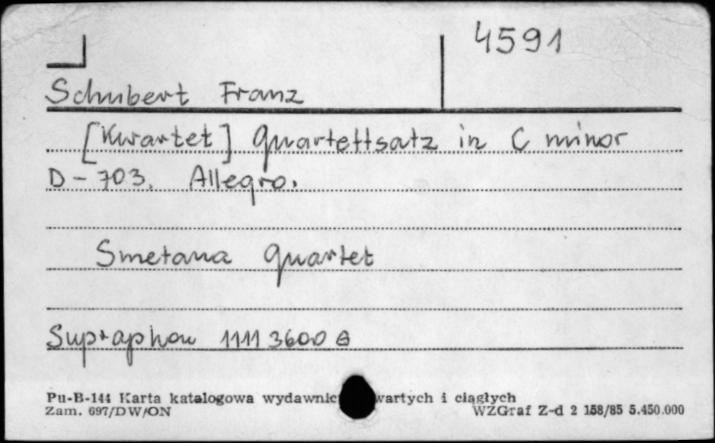 4591
Schubert Franz
[Kwartet] Quartettsatz in C minor
D-703. Allegro.
Smetana Quartet
Supraphon 1111 3600 G
Pu-B-144 Karta katalogowa wydawnic wartych i ciągłych
Zam. 697/DW/ON WZGraf Z-d 2 158/85 5.450.000